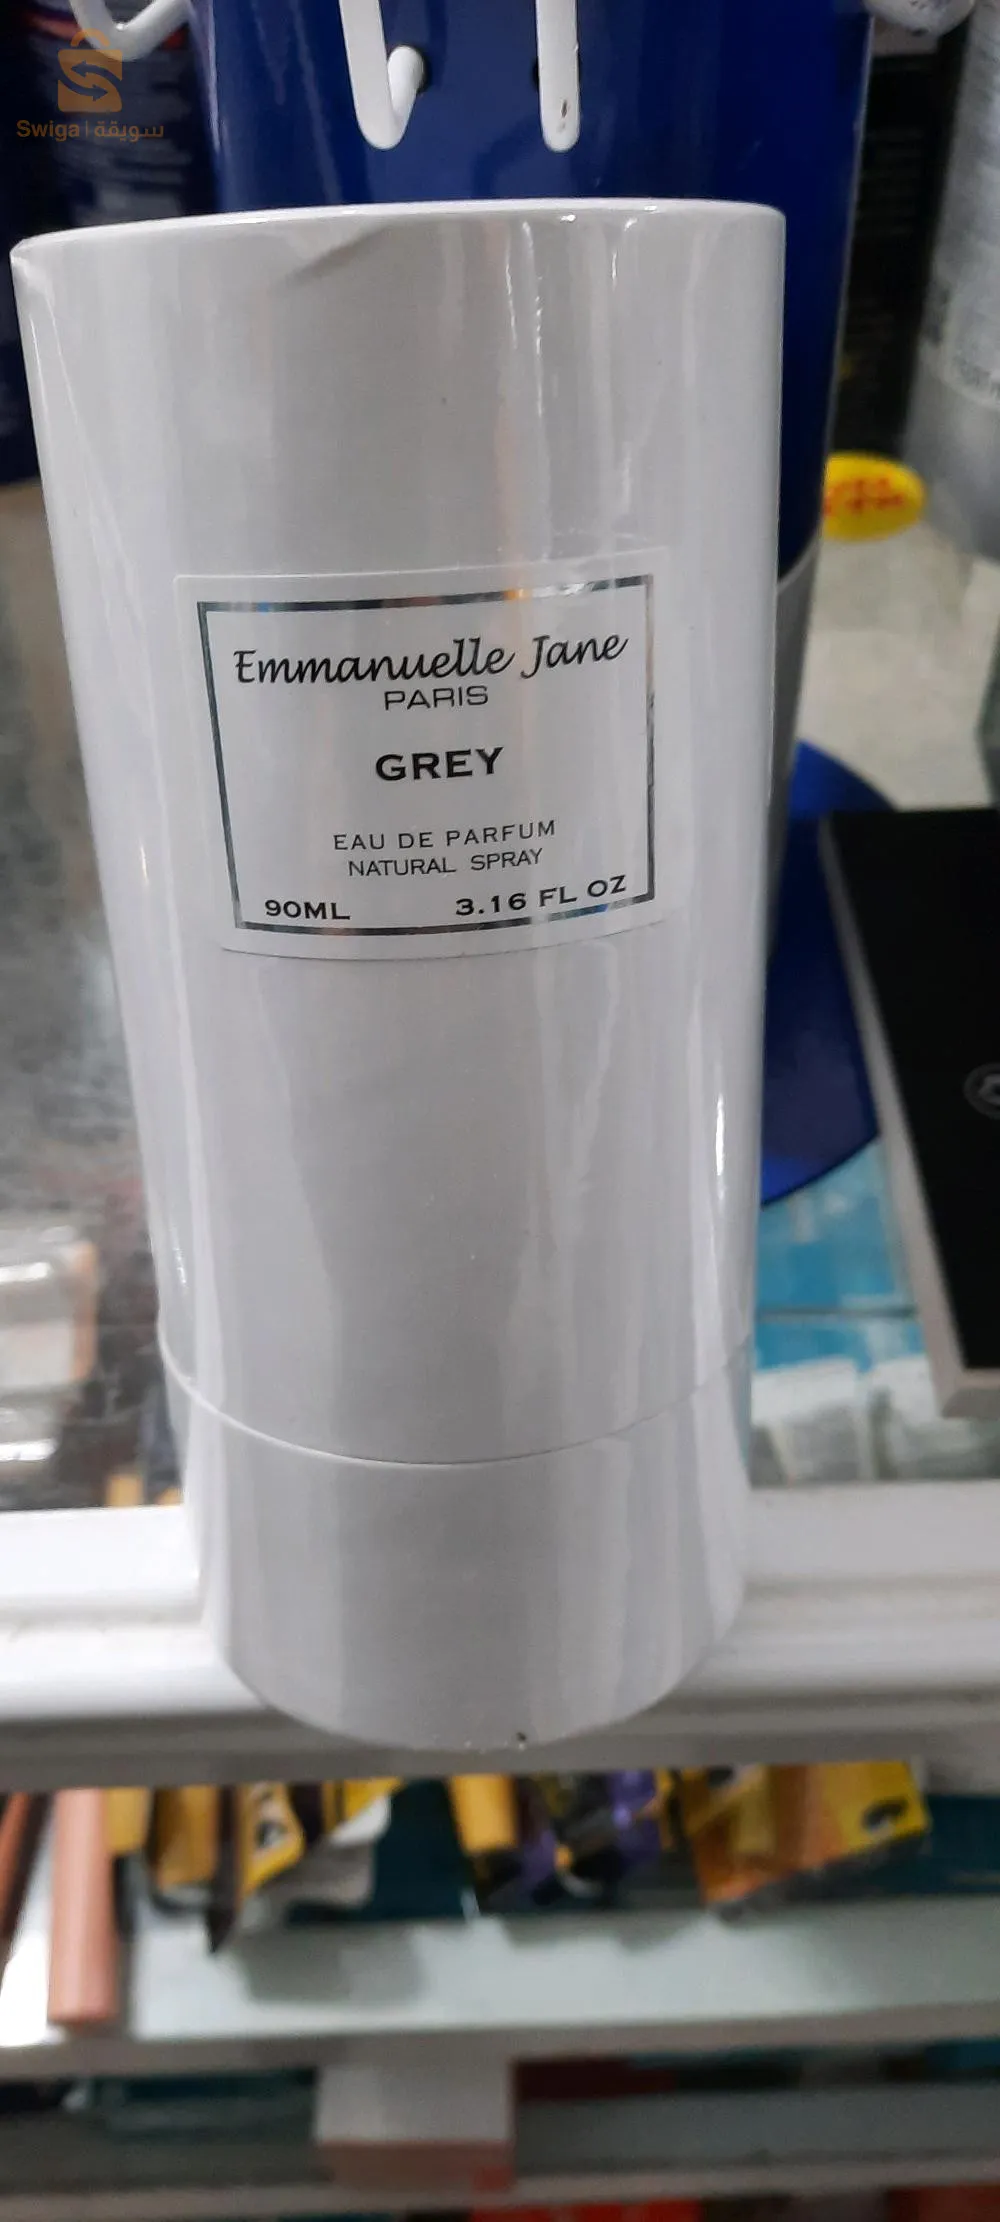 Swiga | سويقة
Emmanuelle Jane
PARIS
GREY
EAU DE PARFUM
NATURAL SPRAY
90ML 3.16 FL OZ